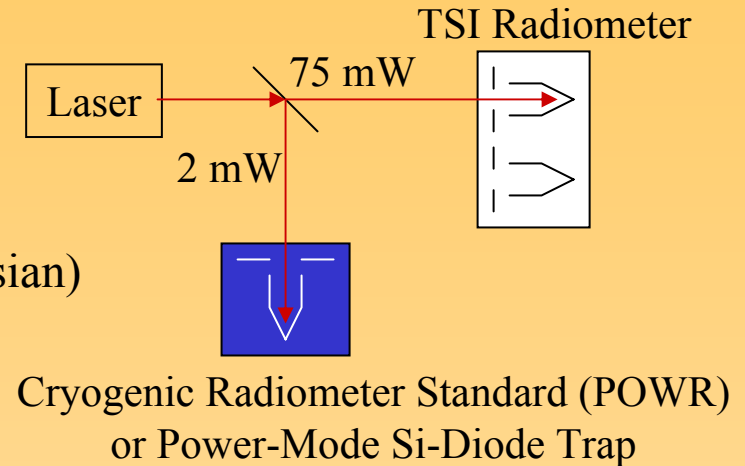 TSI Radiometer
75 mW
Laser
2 mW
sian)
Cryogenic Radiometer Standard (POWR)
or Power-Mode Si-Diode Trap